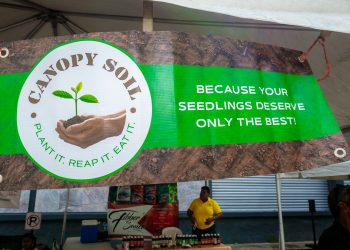 CANOPY SOIL
PLANT IT. REAP IT. EAT IT.
BECAUSE YOUR
SEEDLINGS DESERVE
ONLY THE BEST!